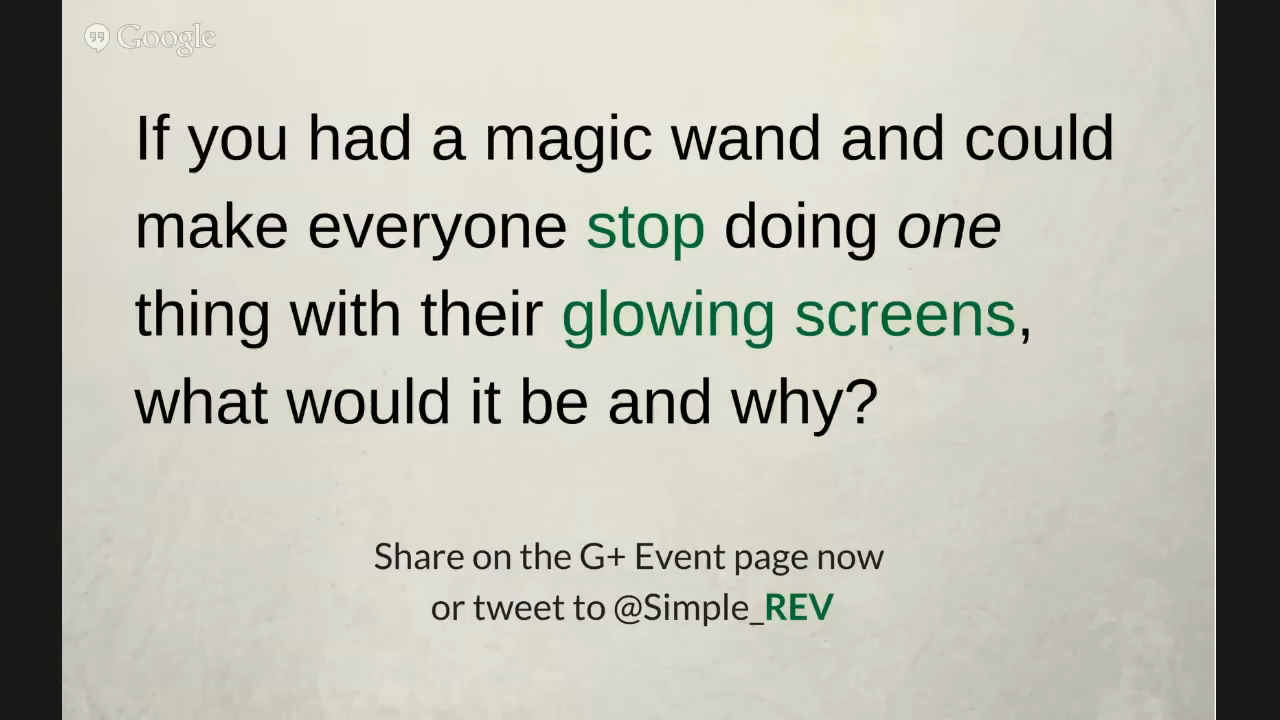 Google
If you had a magic wand and could
make everyone stop doing one
thing with their glowing screens,
what would it be and why?
Share on the G+ Event page now
or tweet to @Simple_REV